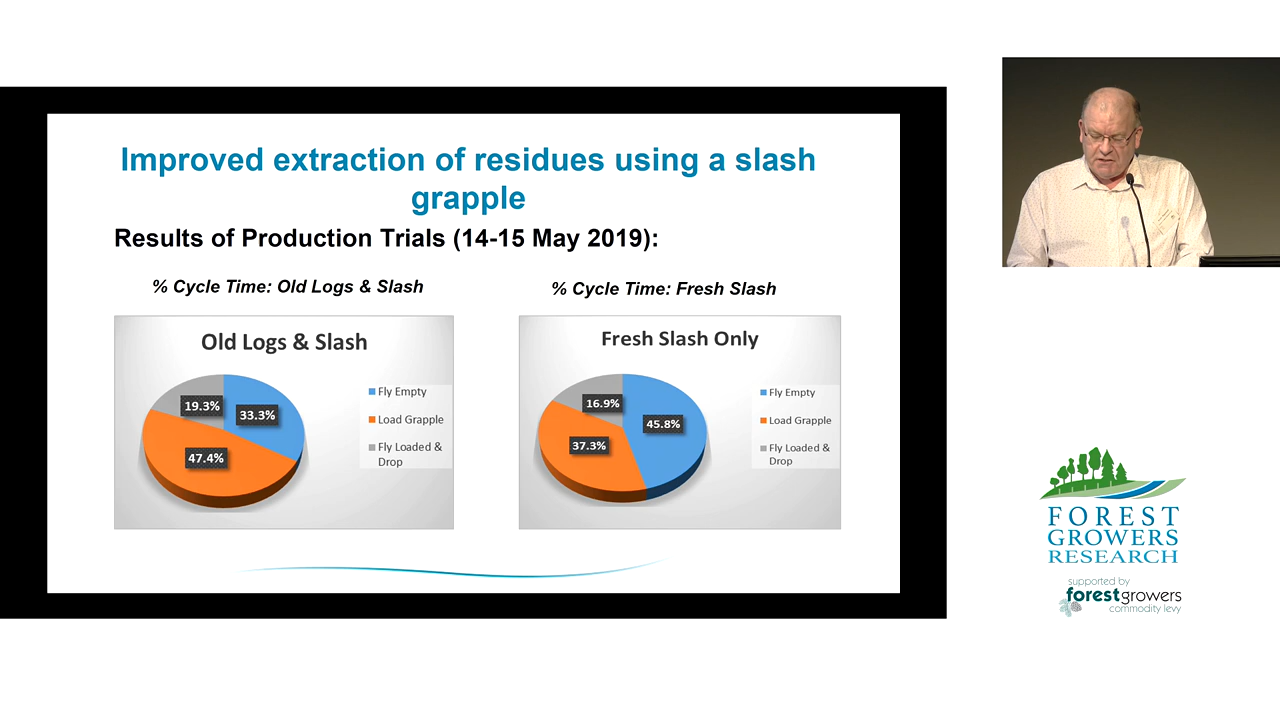 Improved extraction of residues using a slash
grapple
Results of Production Trials (14-15 May 2019):
% Cycle Time: Old Logs & Slash
% Cycle Time: Fresh Slash
Old Logs & Slash
19.3%
33.3%
47.4%
Fly Empty
Load Grapple
Fly Loaded &
Drop
Fresh Slash Only
16.9%
45.8%
37.3%
Fly Empty
Load Grapple
Fly Loaded &
Drop
FOREST
GROWERS
RESEARCH
supported by
forestgrowers
commodity levy